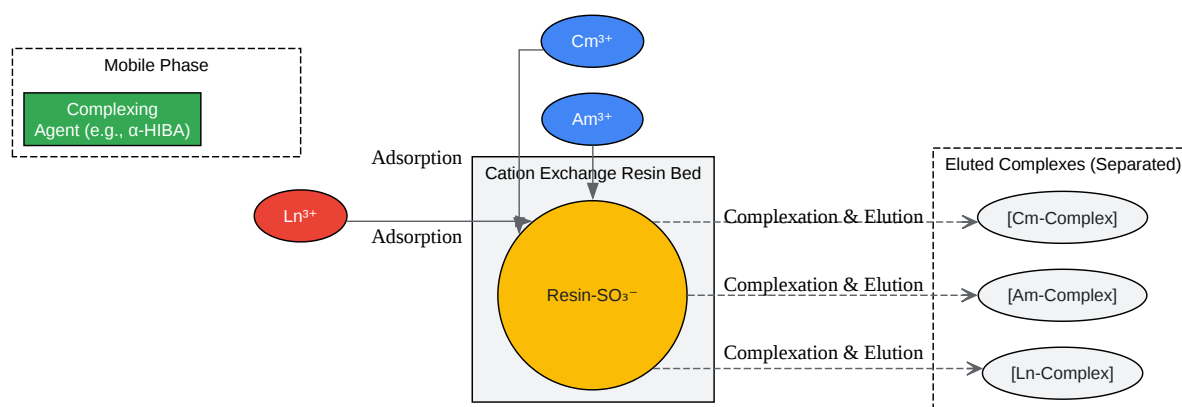 Cm³⁺
Mobile Phase
Complexing
Agent (e.g., α-HIBA)
Am³⁺
Adsorption
Cation Exchange Resin Bed
Eluted Complexes (Separated)
Ln³⁺
Adsorption
Complexation & Elution
[Cm-Complex]
Resin-SO₃⁻
Complexation & Elution
[Am-Complex]
Complexation & Elution
[Ln-Complex]